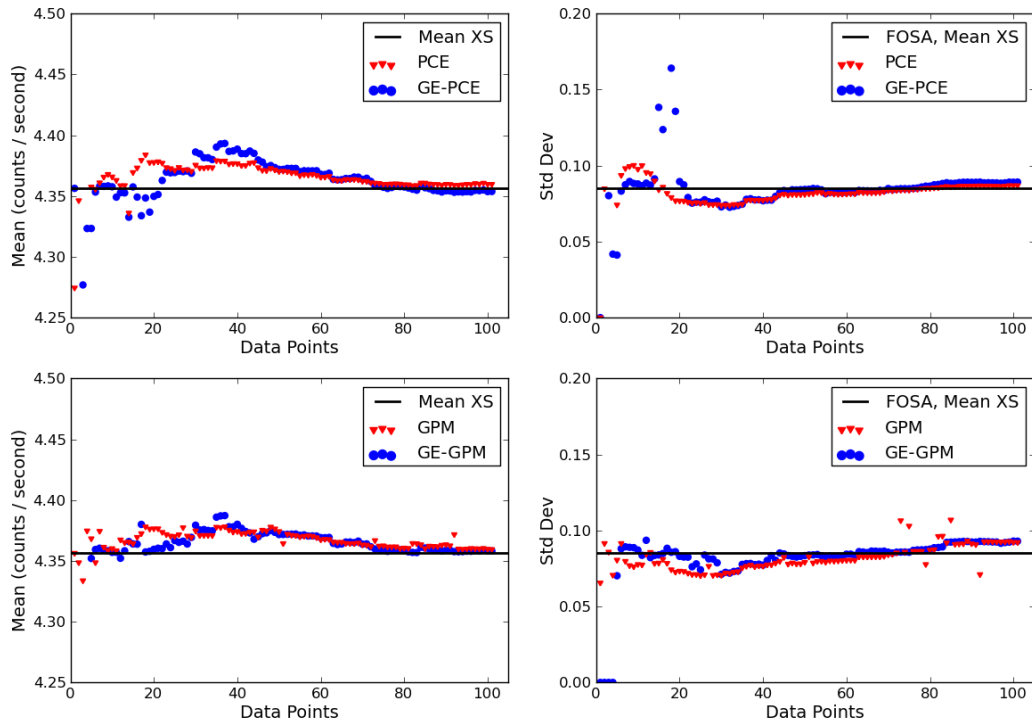 4.50
4.45
4.40
4.35
4.30
4.25
Mean (counts / second)
0
20
40
60
80
100
Data Points
Mean XS
PCE
GE-PCE
0.20
0.15
0.10
0.05
0.00
Std Dev
0
20
40
60
80
100
Data Points
FOSA, Mean XS
PCE
GE-PCE
4.50
4.45
4.40
4.35
4.30
4.25
Mean (counts / second)
0
20
40
60
80
100
Data Points
Mean XS
GPM
GE-GPM
0.20
0.15
0.10
0.05
0.00
Std Dev
0
20
40
60
80
100
Data Points
FOSA, Mean XS
GPM
GE-GPM